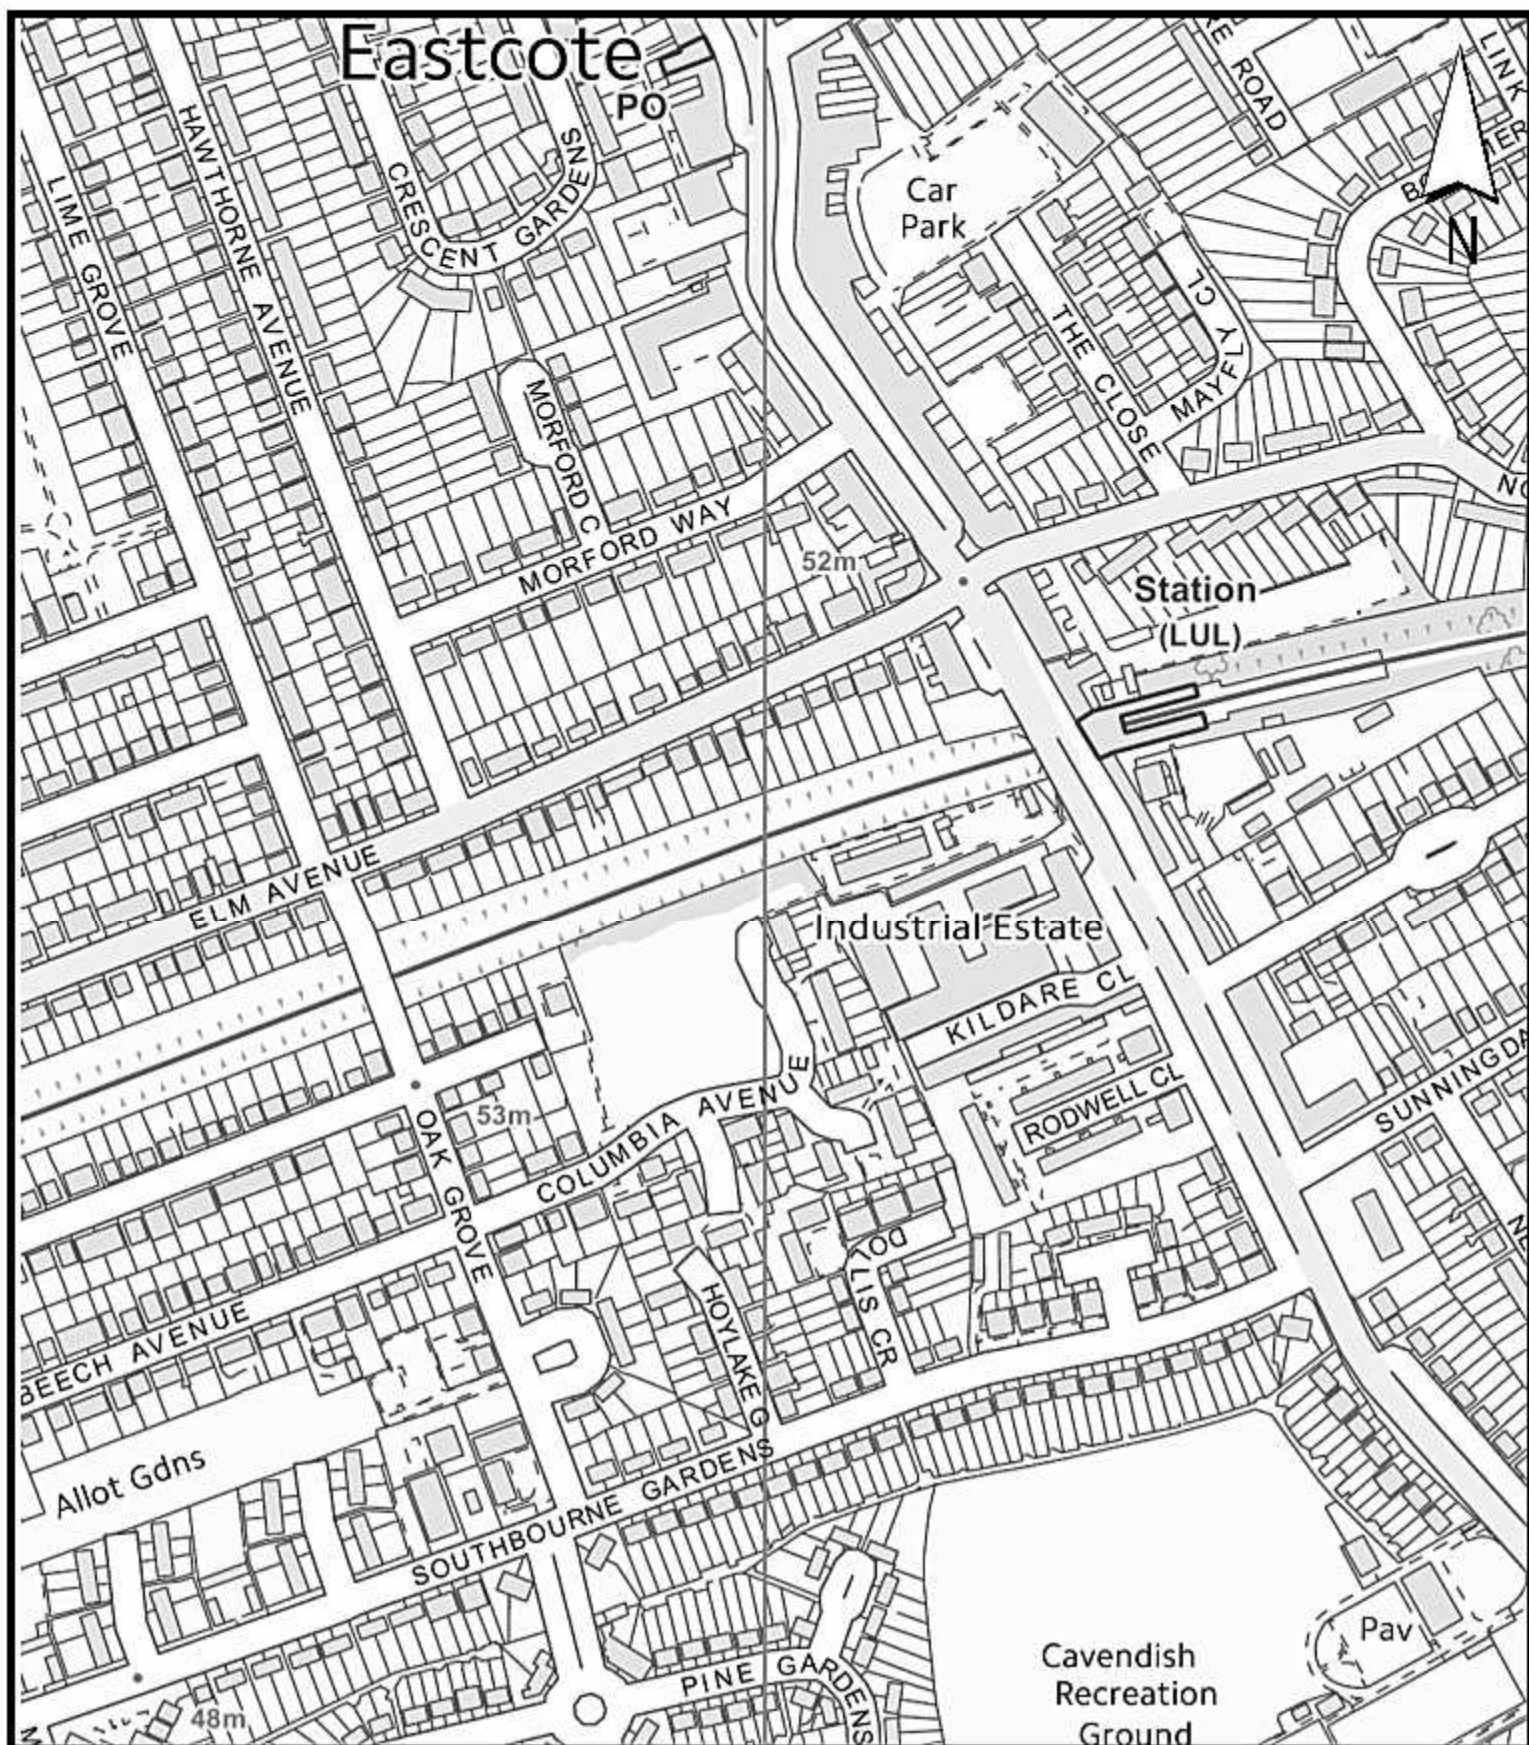 Eastcote
PO
RE ROAD
LINK
N
LIME GROVE
HAWTHORNE AVENUE
CRESCENT GARDENS
Car
Park
THE CLOSE
MAYFLY CL
MORFORD C
MORFORD WAY
52m
Station
(LUL)
ELM AVENUE
Industrial Estate
KILDARE CL
RODWELL CL
SUNNINGDA
OAK GROVE
53m
COLUMBIA AVENUE
DOLLIS CR
HOYLAKE G
BEECH AVENUE
Allot Gdns
SOUTHBOURNE GARDENS
PINE GARDENS
Pav
Cavendish
Recreation
Ground
48m